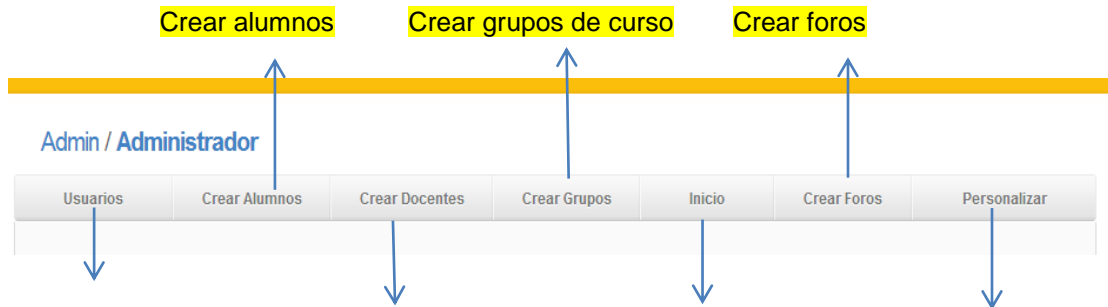 Crear alumnos Crear grupos de curso Crear foros
Admin / Administrador
Usuarios Crear Alumnos Crear Docentes Crear Grupos Inicio Crear Foros Personalizar